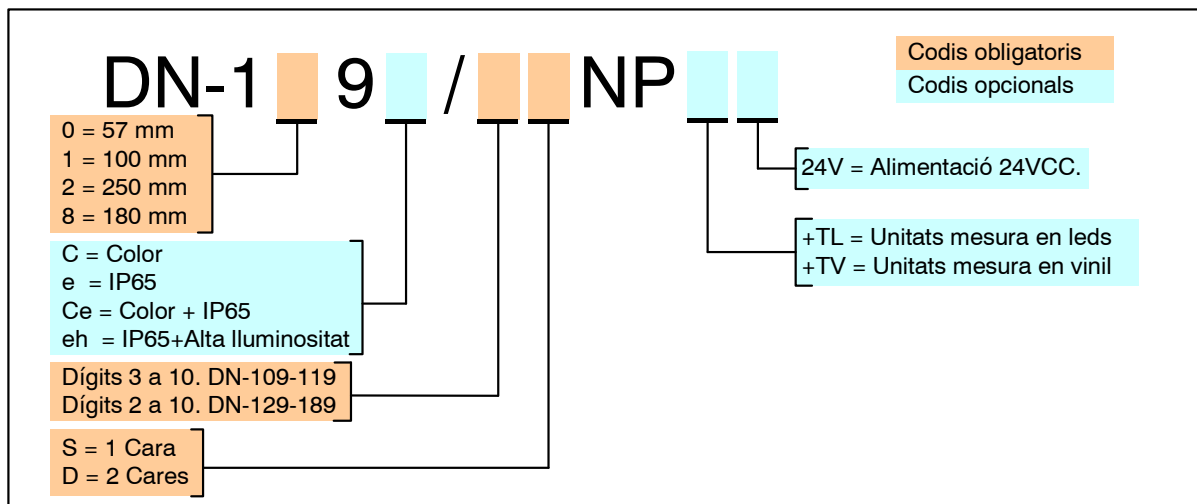 DN-1 9 / NP
Codis obligatoris
Codis opcionals
0 = 57 mm
1 = 100 mm
2 = 250 mm
8 = 180 mm
24V = Alimentació 24VCC.
+TL = Unitats mesura en leds
+TV = Unitats mesura en vinil
C = Color
e = IP65
Ce = Color + IP65
eh = IP65+Alta lluminositat
Dígits 3 a 10. DN-109-119
Dígits 2 a 10. DN-129-189
S = 1 Cara
D = 2 Cares